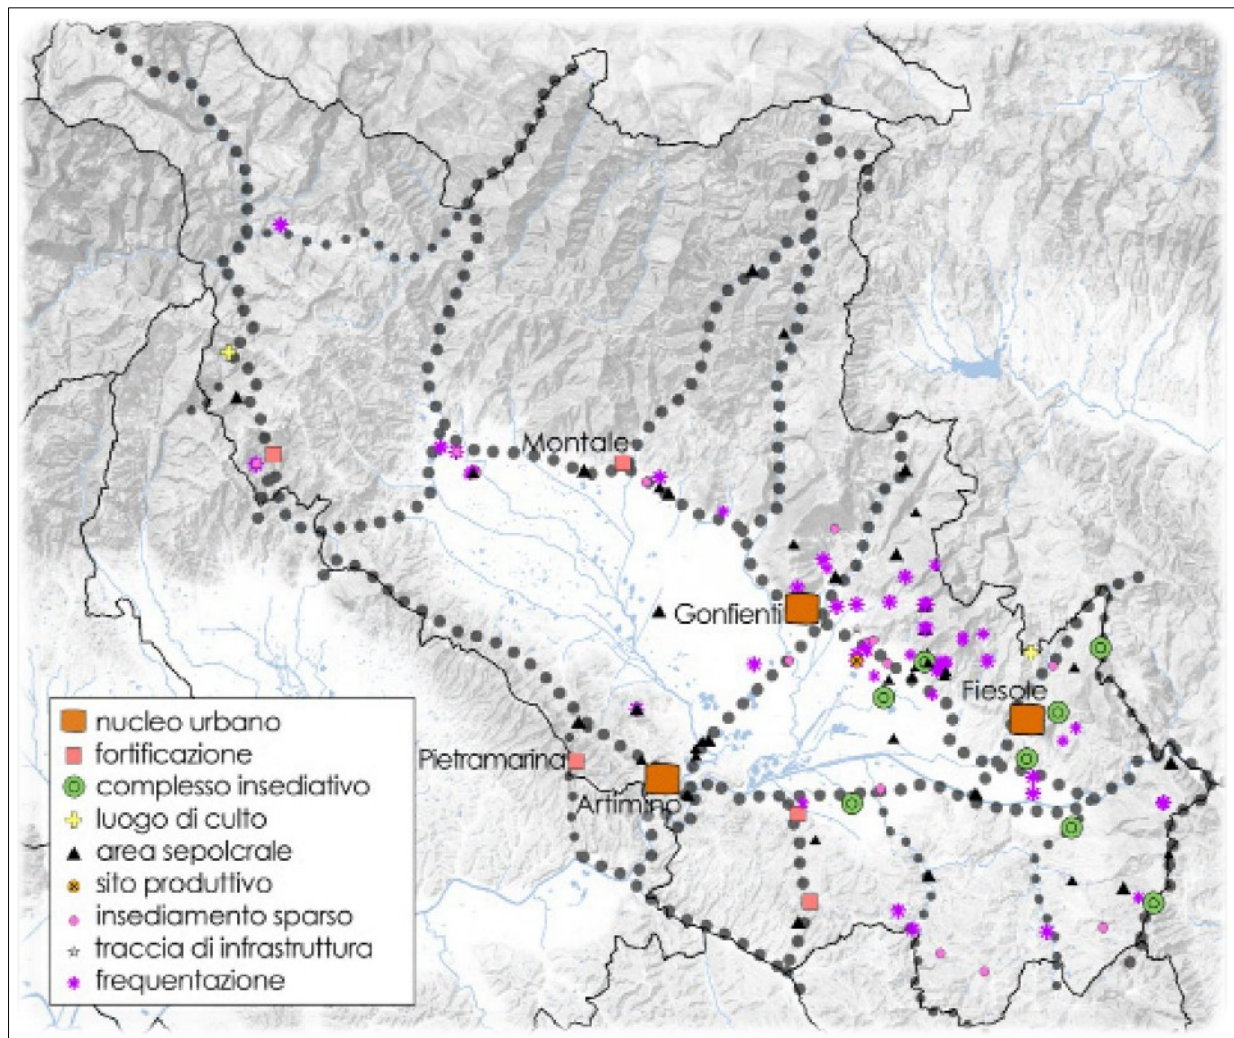 Montale
Gonfienti
Fiesole
Pietramarina
Artimino
nucleo urbano
fortificazione
complesso insediativo
luogo di culto
area sepolcrale
sito produttivo
insediamento sparso
traccia di infrastruttura
frequentazione